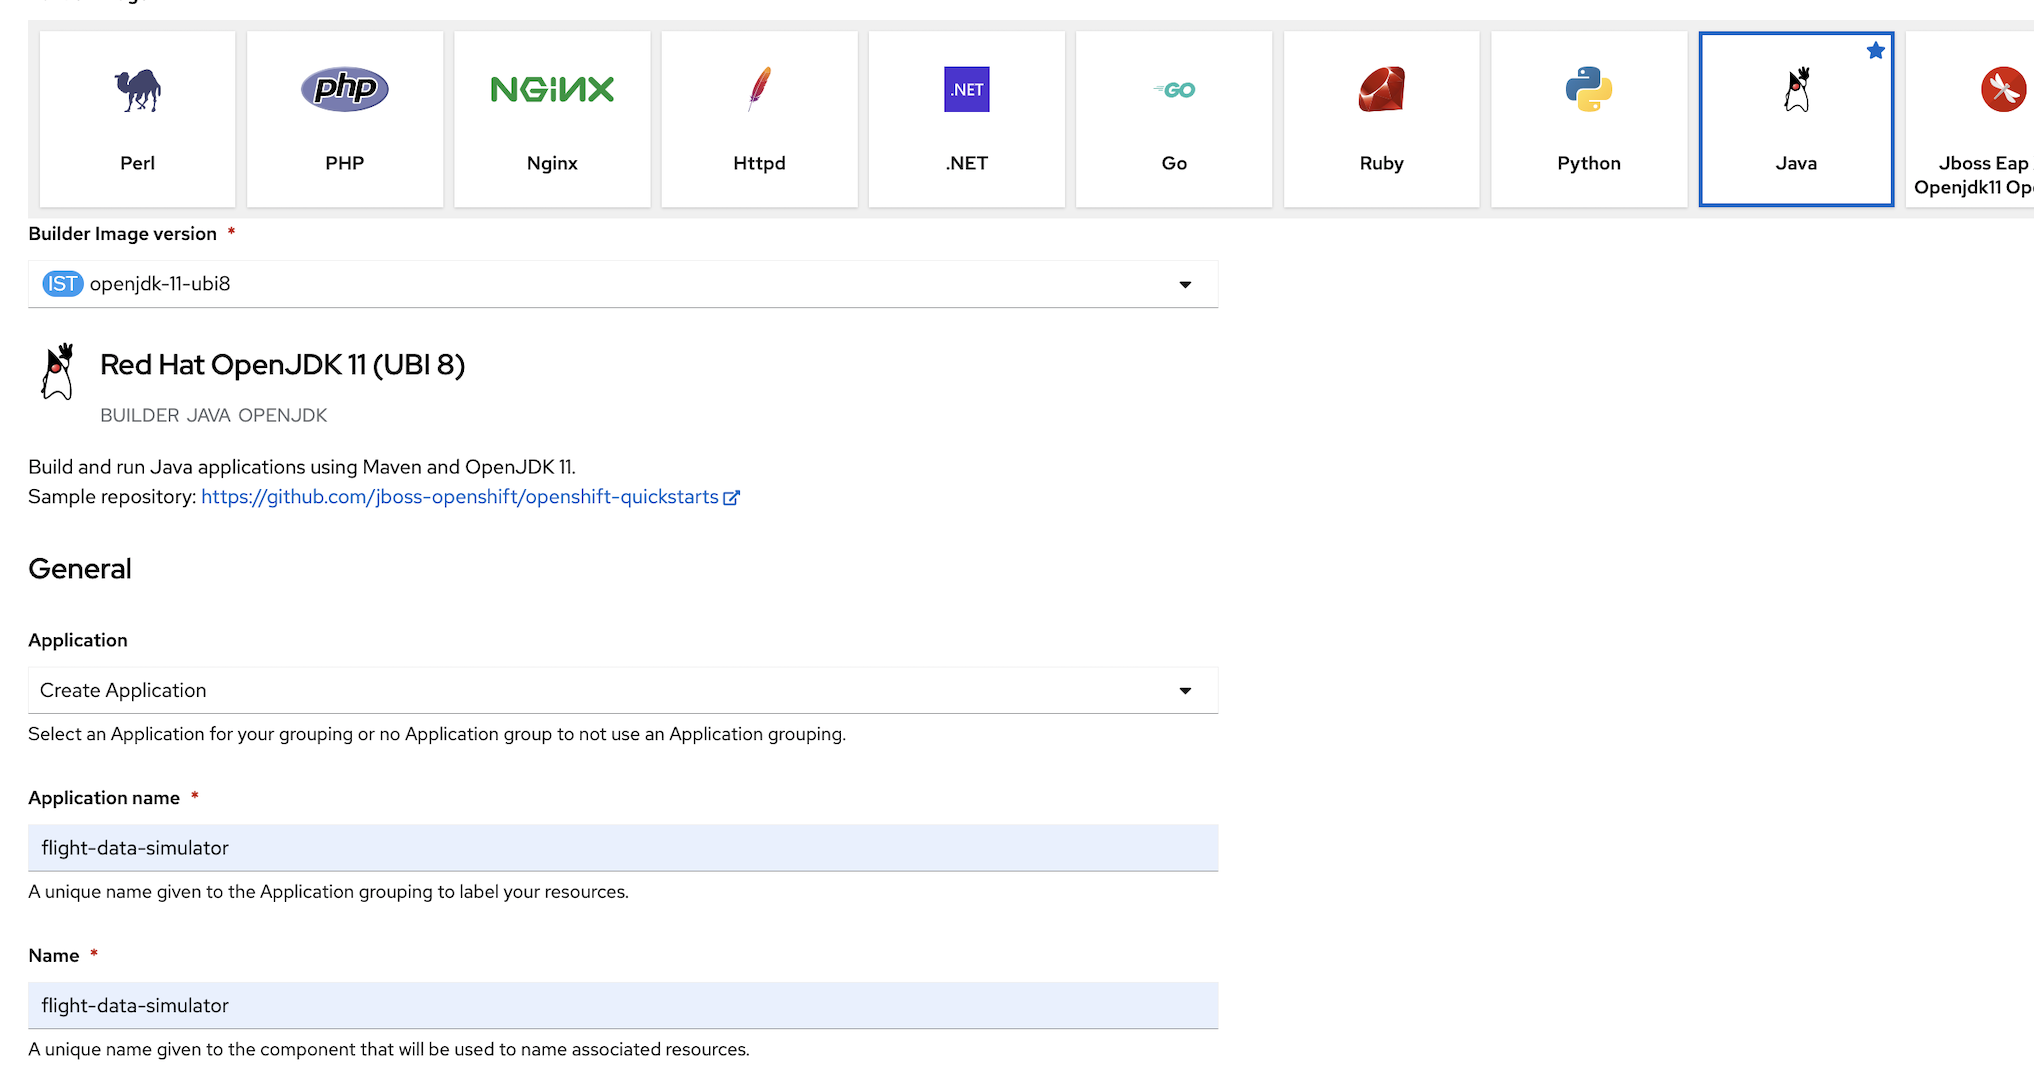 php
NGINX
.NET
GO
Perl
PHP
Nginx
Httpd
.NET
Go
Ruby
Python
Java
Jboss Eap
Openjdk11
Builder Image version *
IST openjdk-11-ubi8
Red Hat OpenJDK 11 (UBI 8)
BUILDER JAVA OPENJDK
Build and run Java applications using Maven and OpenJDK 11.
Sample repository: https://github.com/jboss-openshift/openshift-quickstarts
General
Application
Create Application
Select an Application for your grouping or no Application group to not use an Application grouping.
Application name *
flight-data-simulator
A unique name given to the Application grouping to label your resources.
Name *
flight-data-simulator
A unique name given to the component that will be used to name associated resources.